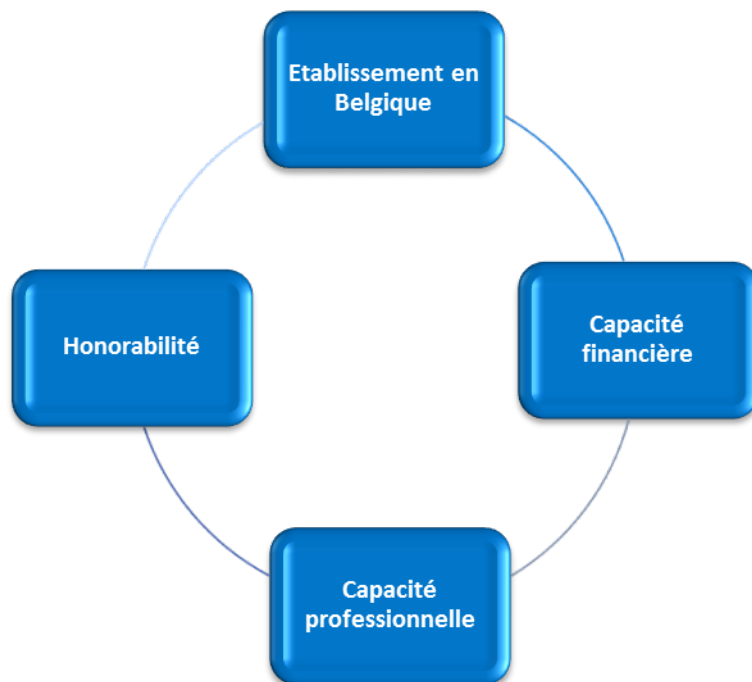 Etablissement en
Belgique
Capacité
financière
Capacité
professionnelle
Honorabilité